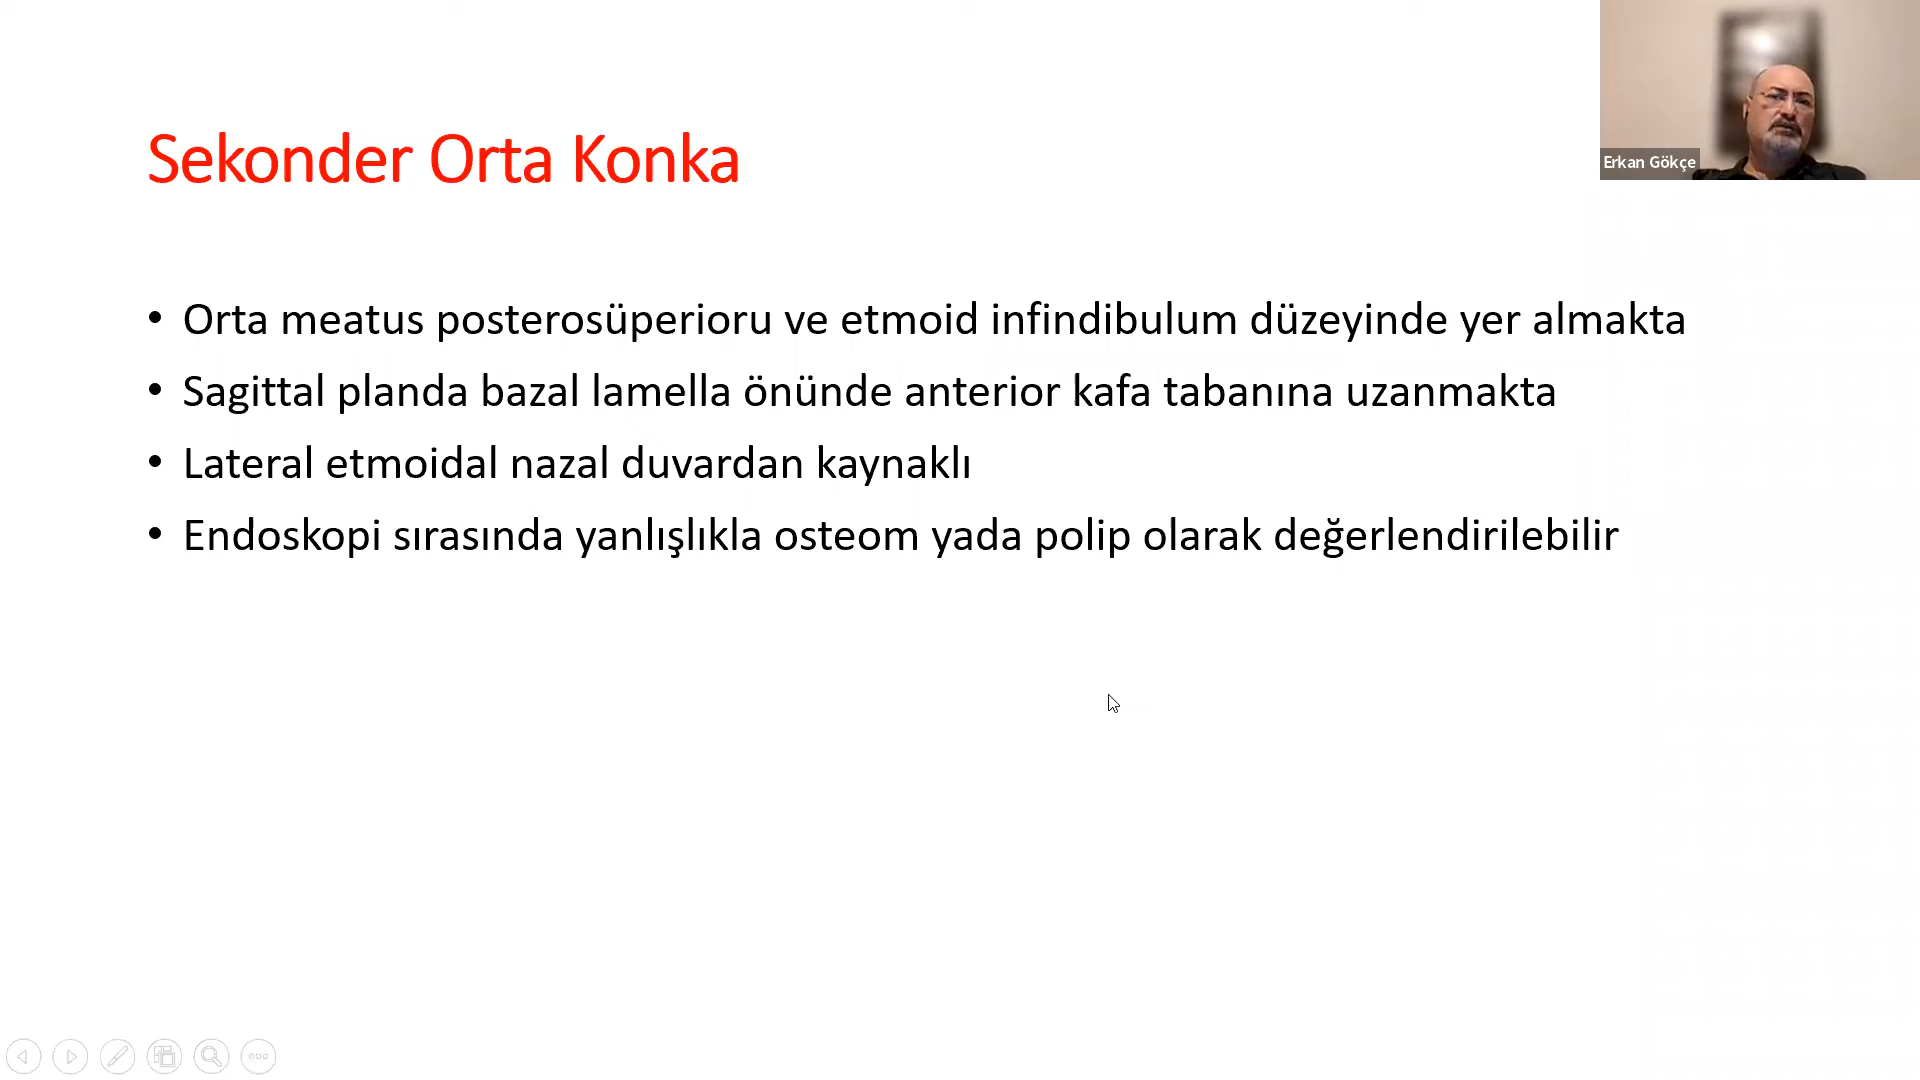 Erkan Gökçe
Sekonder Orta Konka
• Orta meatus posterosüperioru ve etmoid infindibulum düzeyinde yer almakta
• Sagittal planda bazal lamella önünde anterior kafa tabanına uzanmakta
• Lateral etmoidal nazal duvardan kaynaklı
• Endoskopi sırasında yanlışlıkla osteom yada polip olarak değerlendirilebilir